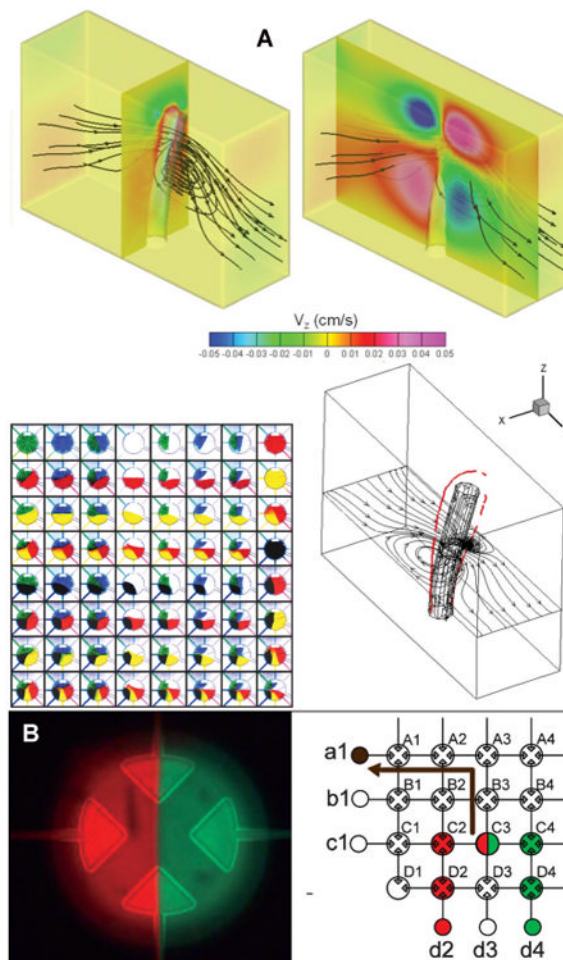 A
V_z (cm/s)
-0.05 -0.04 -0.03 -0.02 -0.01 0 0.01 0.02 0.03 0.04 0.05
z
x
B
A1 A2 A3 A4
a1
B1 B2 B3 B4
b1
C1 C2 C3 C4
c1
D1 D2 D3 D4
d2 d3 d4